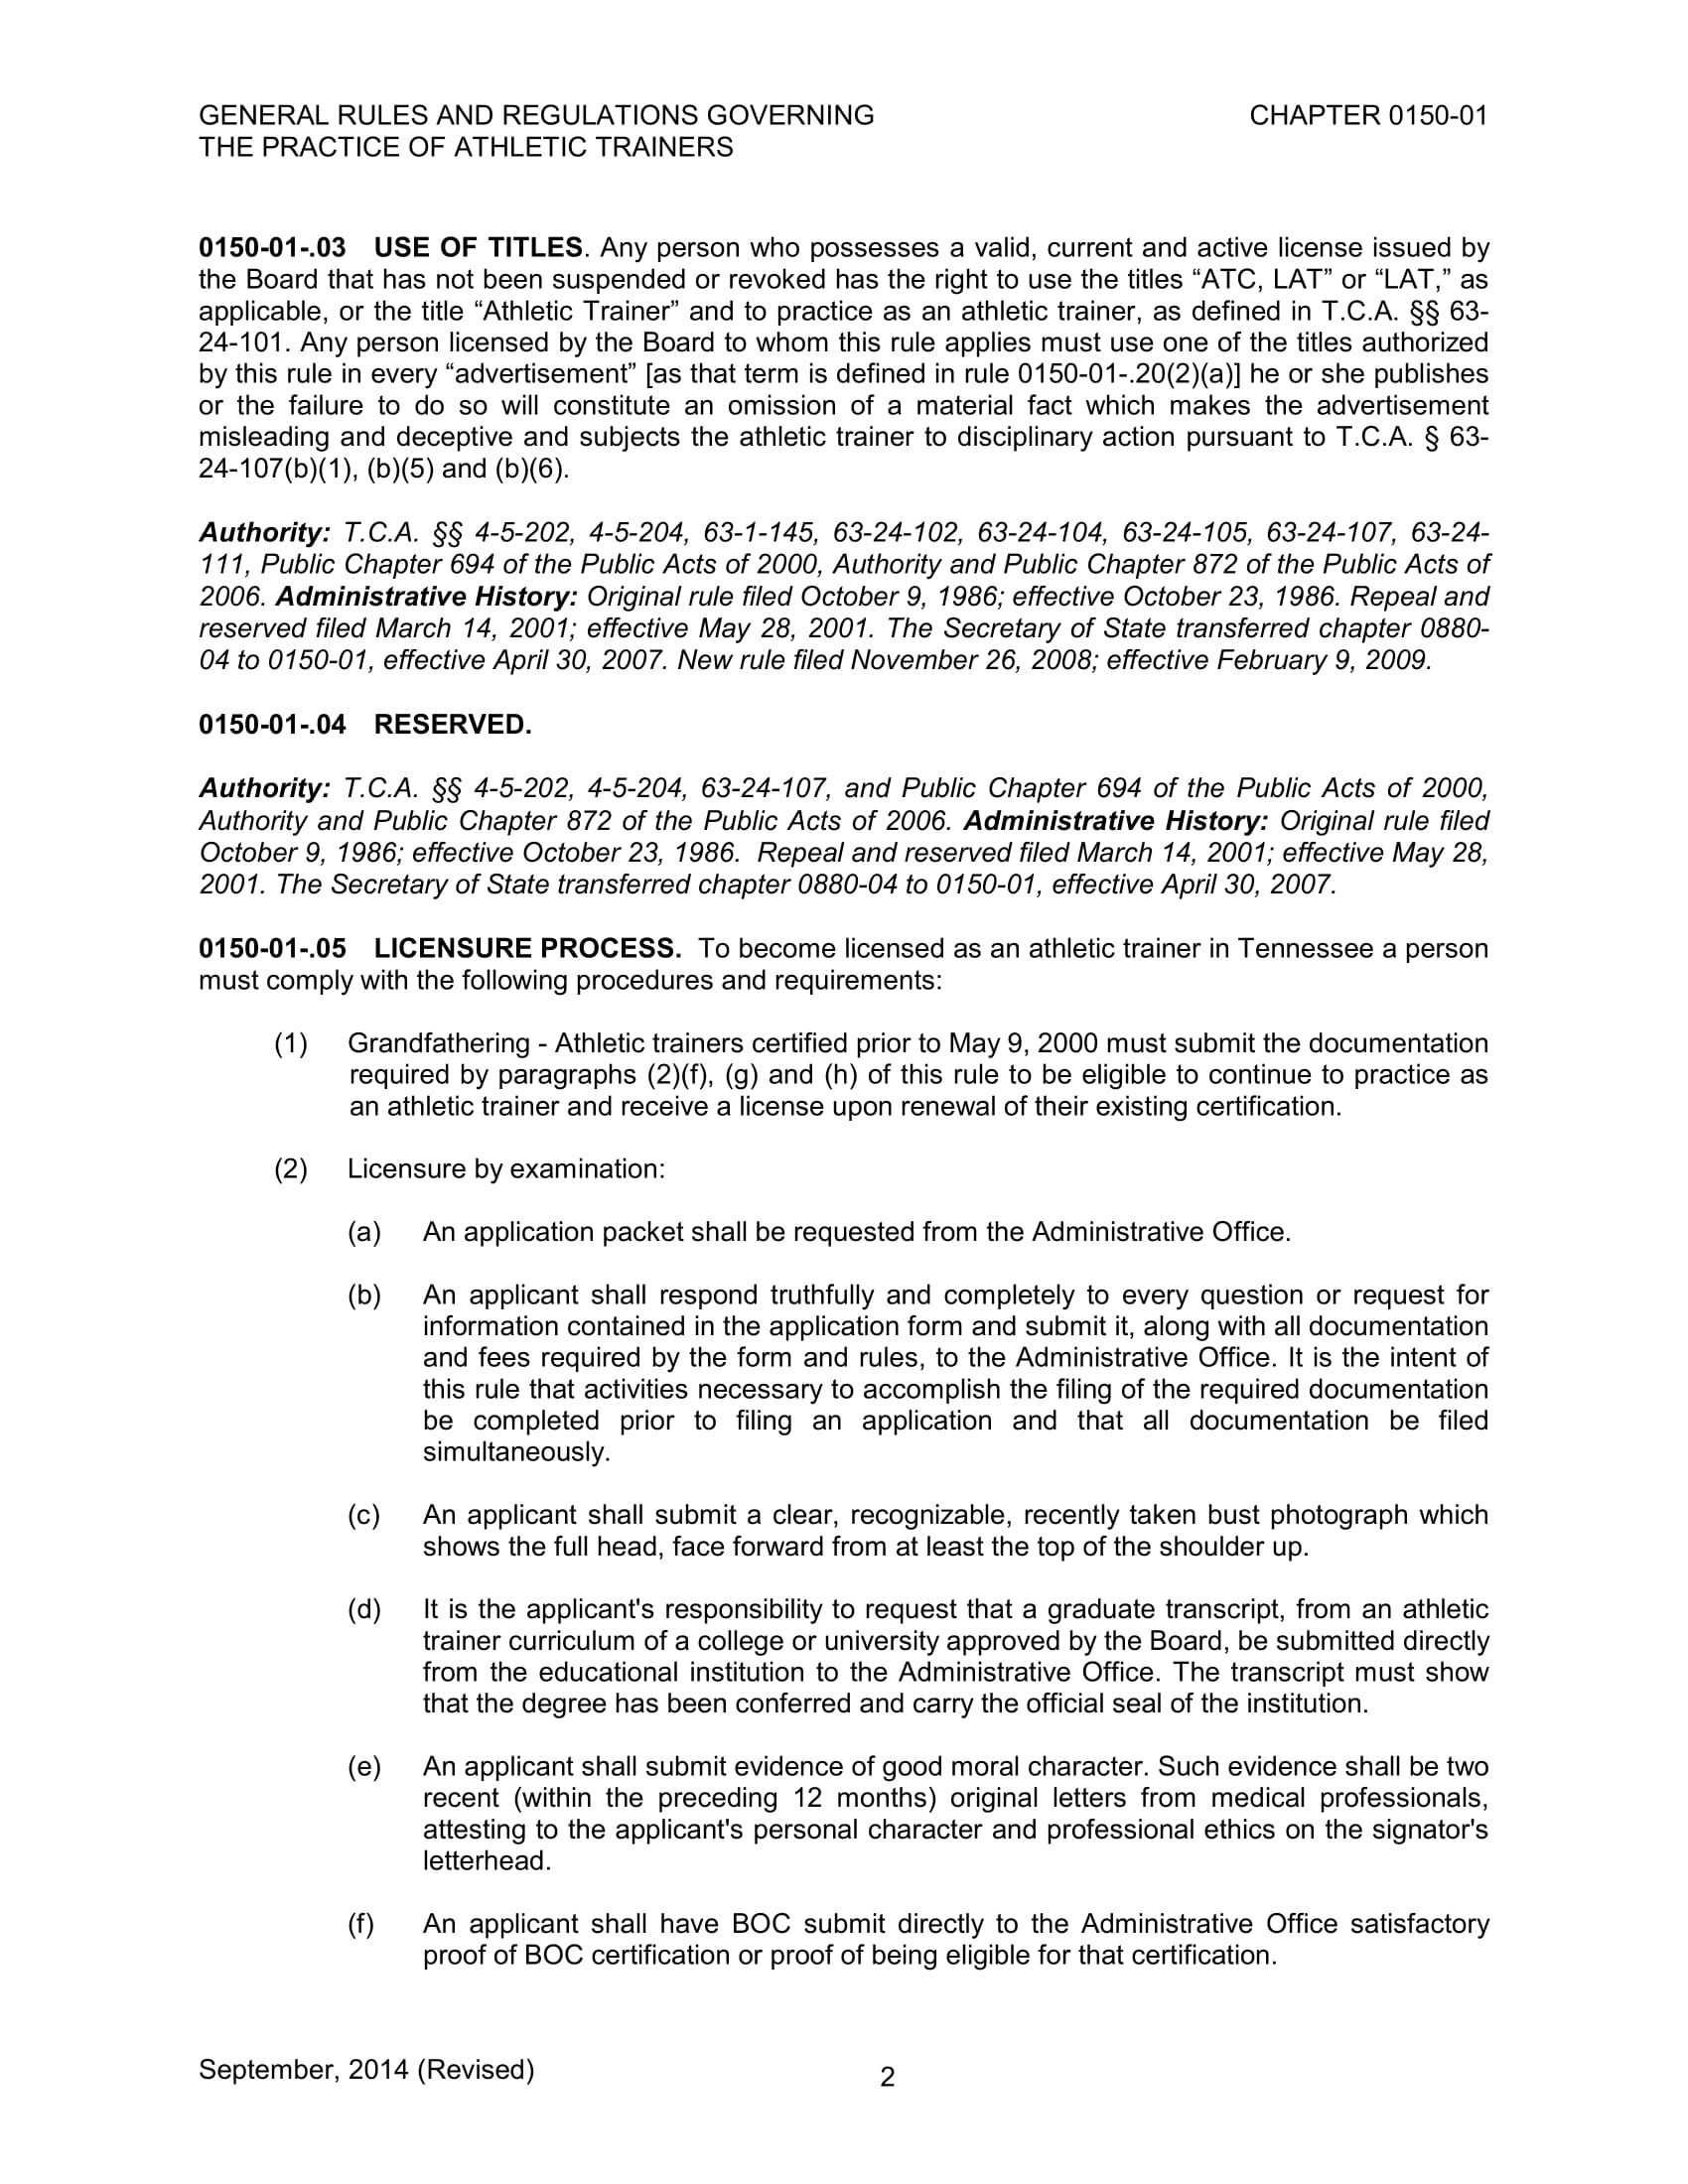 GENERAL RULES AND REGULATIONS GOVERNING CHAPTER 0150-01
THE PRACTICE OF ATHLETIC TRAINERS
0150-01-.03 USE OF TITLES. Any person who possesses a valid, current and active license issued by
the Board that has not been suspended or revoked has the right to use the titles “ATC, LAT” or “LAT,” as
applicable, or the title “Athletic Trainer” and to practice as an athletic trainer, as defined in T.C.A. §§ 63-
24-101. Any person licensed by the Board to whom this rule applies must use one of the titles authorized
by this rule in every “advertisement” [as that term is defined in rule 0150-01-.20(2)(a)] he or she publishes
or the failure to do so will constitute an omission of a material fact which makes the advertisement
misleading and deceptive and subjects the athletic trainer to disciplinary action pursuant to T.C.A. § 63-
24-107(b)(1), (b)(5) and (b)(6).
Authority: T.C.A. §§ 4-5-202, 4-5-204, 63-1-145, 63-24-102, 63-24-104, 63-24-105, 63-24-107, 63-24-
111, Public Chapter 694 of the Public Acts of 2000, Authority and Public Chapter 872 of the Public Acts of
2006. Administrative History: Original rule filed October 9, 1986; effective October 23, 1986. Repeal and
reserved filed March 14, 2001; effective May 28, 2001. The Secretary of State transferred chapter 0880-
04 to 0150-01, effective April 30, 2007. New rule filed November 26, 2008; effective February 9, 2009.
0150-01-.04 RESERVED.
Authority: T.C.A. §§ 4-5-202, 4-5-204, 63-24-107, and Public Chapter 694 of the Public Acts of 2000,
Authority and Public Chapter 872 of the Public Acts of 2006. Administrative History: Original rule filed
October 9, 1986; effective October 23, 1986. Repeal and reserved filed March 14, 2001; effective May 28,
2001. The Secretary of State transferred chapter 0880-04 to 0150-01, effective April 30, 2007.
0150-01-.05 LICENSURE PROCESS. To become licensed as an athletic trainer in Tennessee a person
must comply with the following procedures and requirements:
(1) Grandfathering - Athletic trainers certified prior to May 9, 2000 must submit the documentation
required by paragraphs (2)(f), (g) and (h) of this rule to be eligible to continue to practice as
an athletic trainer and receive a license upon renewal of their existing certification.
(2) Licensure by examination:
(a) An application packet shall be requested from the Administrative Office.
(b) An applicant shall respond truthfully and completely to every question or request for
information contained in the application form and submit it, along with all documentation
and fees required by the form and rules, to the Administrative Office. It is the intent of
this rule that activities necessary to accomplish the filing of the required documentation
be completed prior to filing an application and that all documentation be filed
simultaneously.
(c) An applicant shall submit a clear, recognizable, recently taken bust photograph which
shows the full head, face forward from at least the top of the shoulder up.
(d) It is the applicant's responsibility to request that a graduate transcript, from an athletic
trainer curriculum of a college or university approved by the Board, be submitted directly
from the educational institution to the Administrative Office. The transcript must show
that the degree has been conferred and carry the official seal of the institution.
(e) An applicant shall submit evidence of good moral character. Such evidence shall be two
recent (within the preceding 12 months) original letters from medical professionals,
attesting to the applicant's personal character and professional ethics on the signator's
letterhead.
(f) An applicant shall have BOC submit directly to the Administrative Office satisfactory
proof of BOC certification or proof of being eligible for that certification.
September, 2014 (Revised) 2